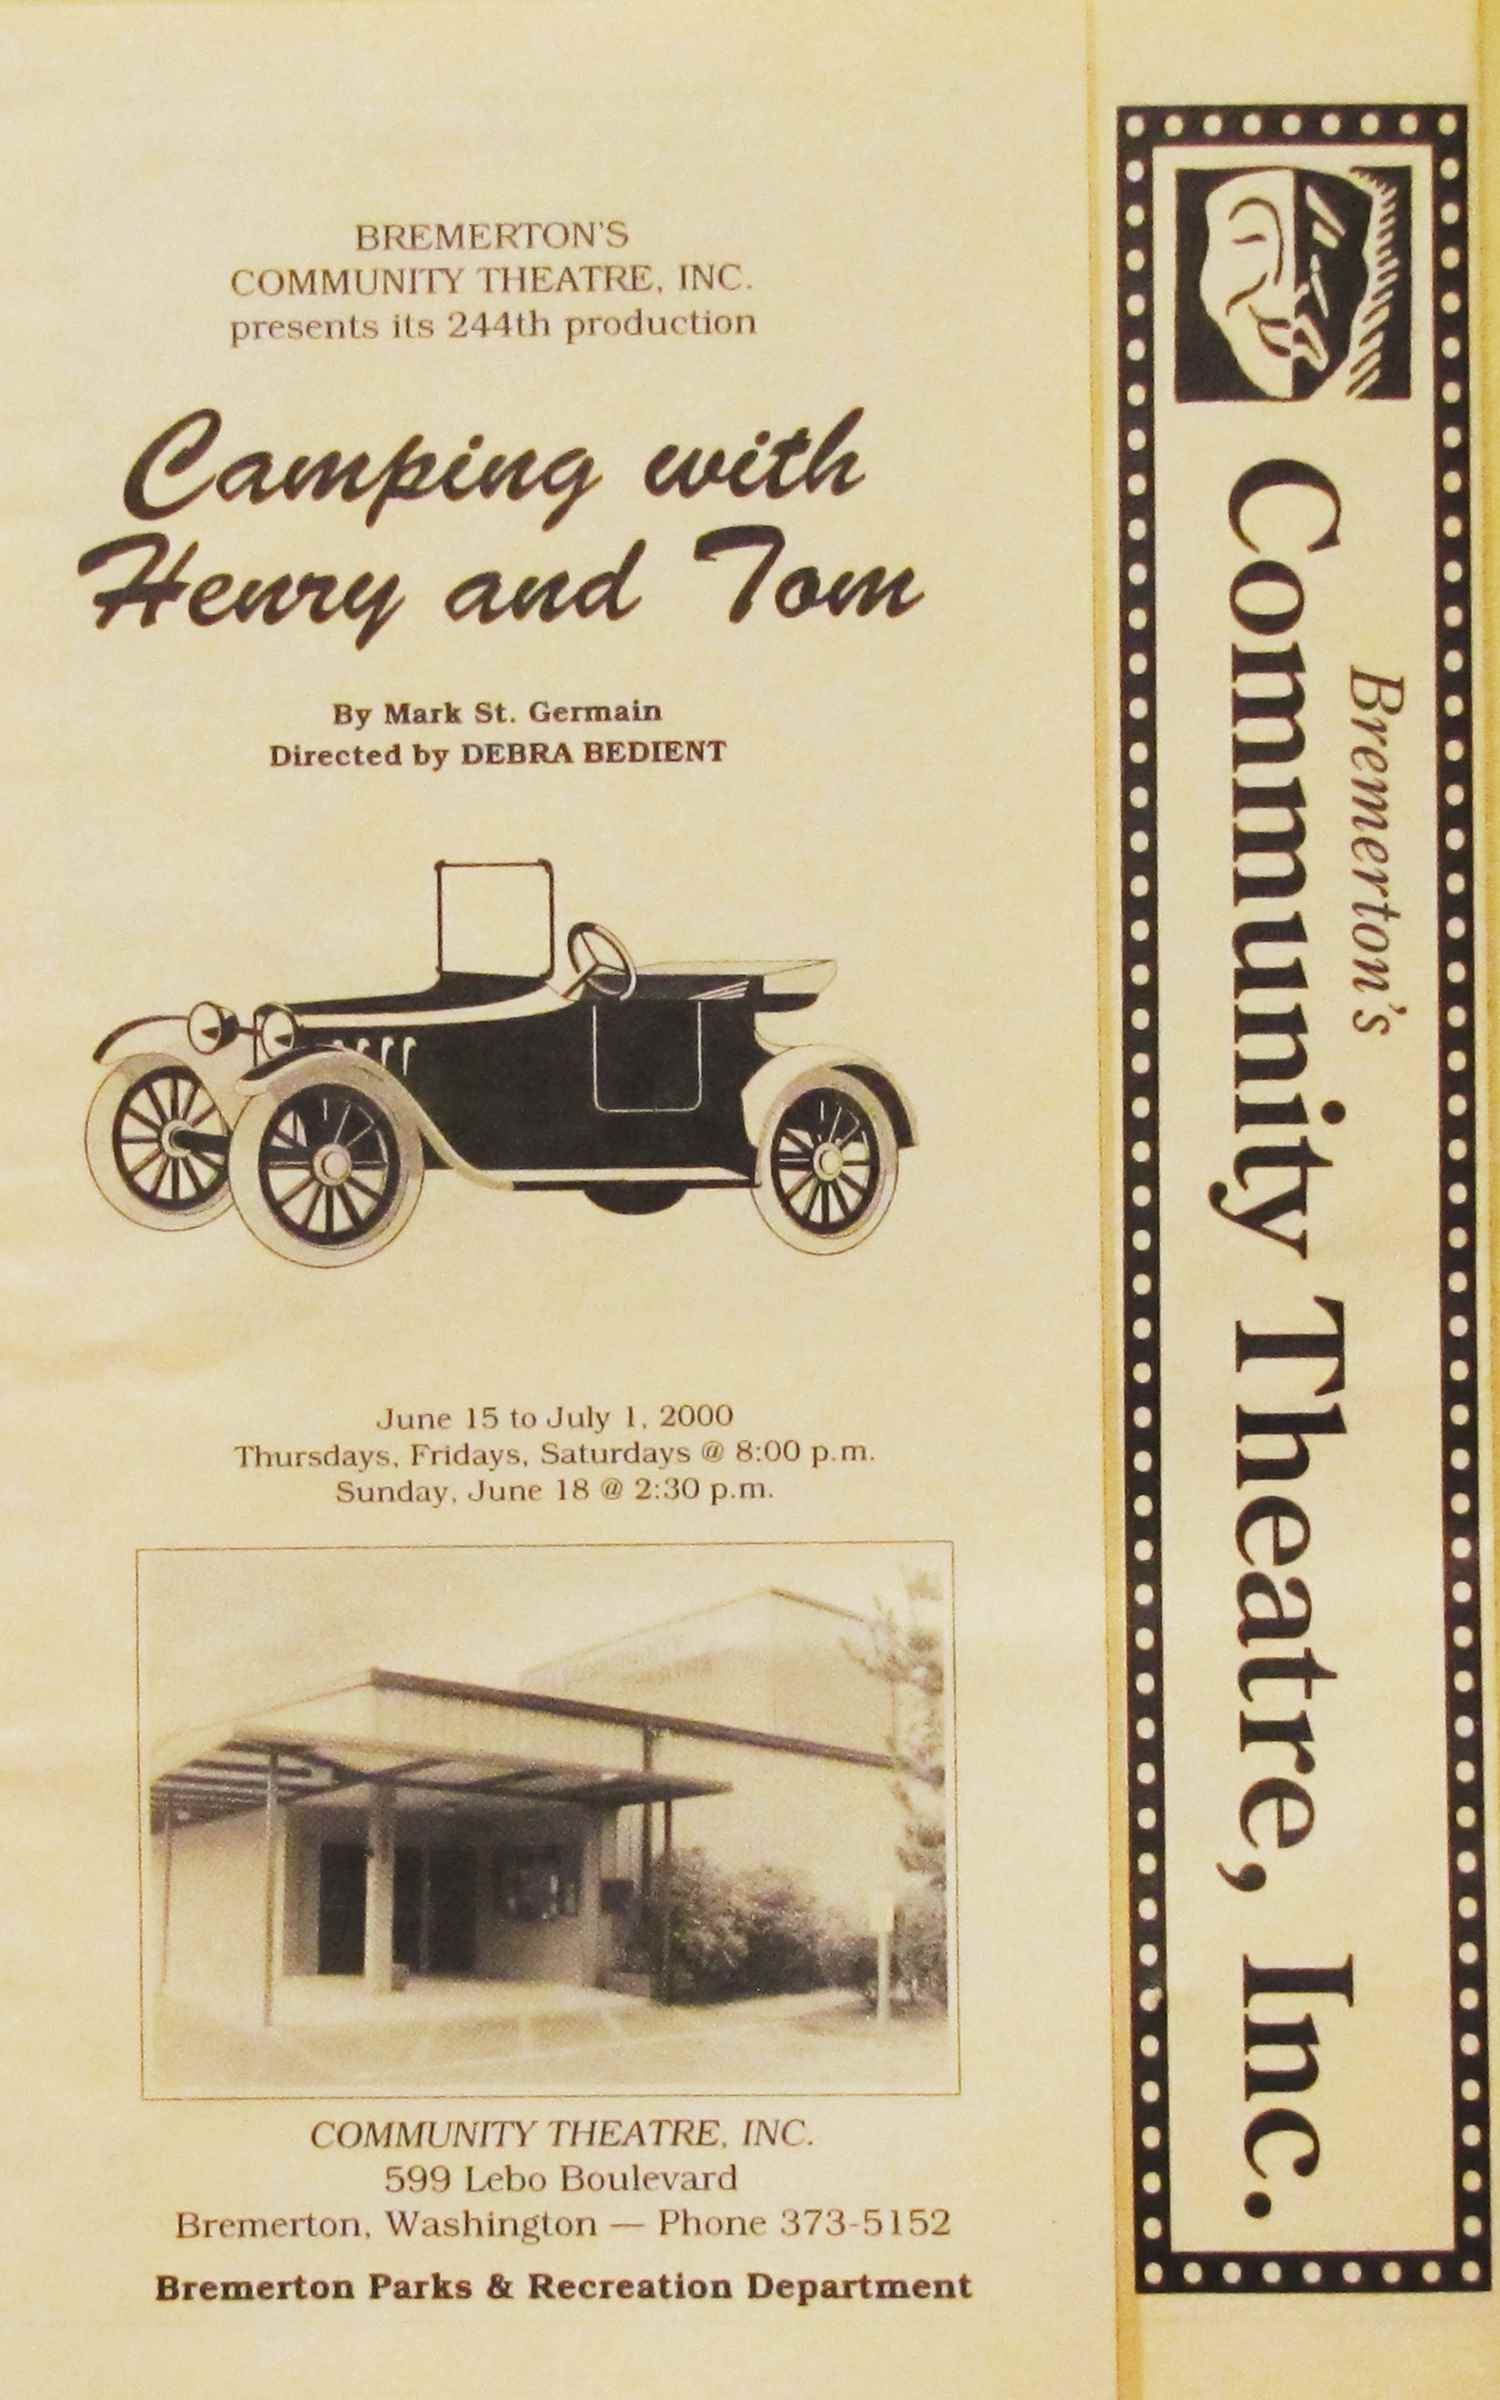 BREMERTON'S
COMMUNITY THEATRE, INC.
presents its 244th production
Camping with
Henry and Tom
By Mark St. Germain
Directed by DEBRA BEDIENT
June 15 to July 1, 2000
Thursdays, Fridays, Saturdays @ 8:00 p.m.
Sunday, June 18 @ 2:30 p.m.
COMMUNITY THEATRE, INC.
599 Lebo Boulevard
Bremerton, Washington — Phone 373-5152
Bremerton Parks & Recreation Department
Bremerton's
Community Theatre, Inc.